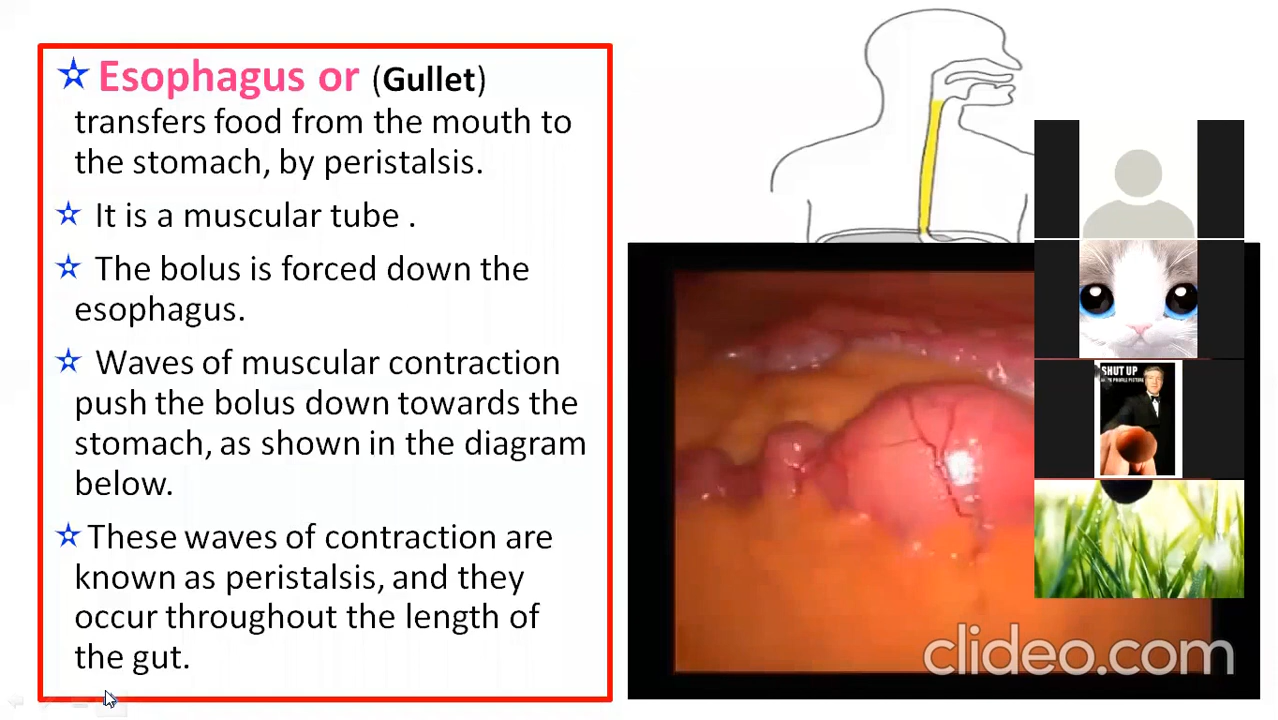 Esophagus or (Gullet)
transfers food from the mouth to
the stomach, by peristalsis.
It is a muscular tube .
The bolus is forced down the
esophagus.
Waves of muscular contraction
push the bolus down towards the
stomach, as shown in the diagram
below.
These waves of contraction are
known as peristalsis, and they
occur throughout the length of
the gut.
SHUT UP
PROFILE PICTURE
clideo.com